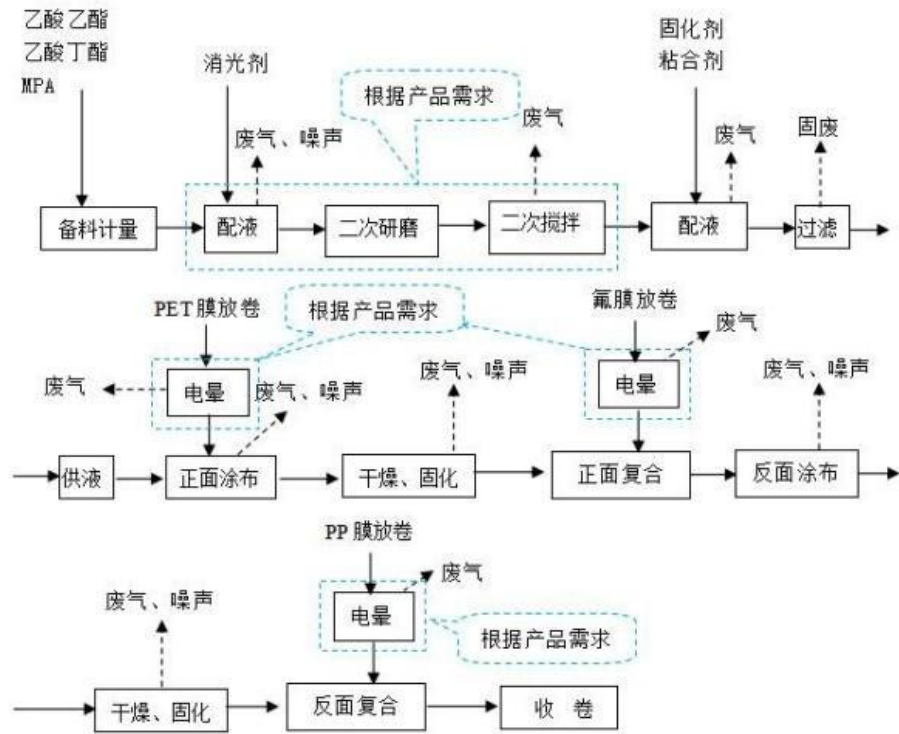 乙酸乙酯
乙酸丁酯
MPA
消光剂
根据产品需求
固化剂
粘合剂
废气、噪声
废气
废气
固废
备料计量
配液
二次研磨
二次搅拌
配液
过滤
PET膜放卷
根据产品需求
氟膜放卷
废气
电晕
废气
废气、噪声
废气、噪声
电晕
废气、噪声
供液
正面涂布
干燥、固化
正面复合
反面涂布
PP膜放卷
废气
废气、噪声
电晕
根据产品需求
干燥、固化
反面复合
收 卷